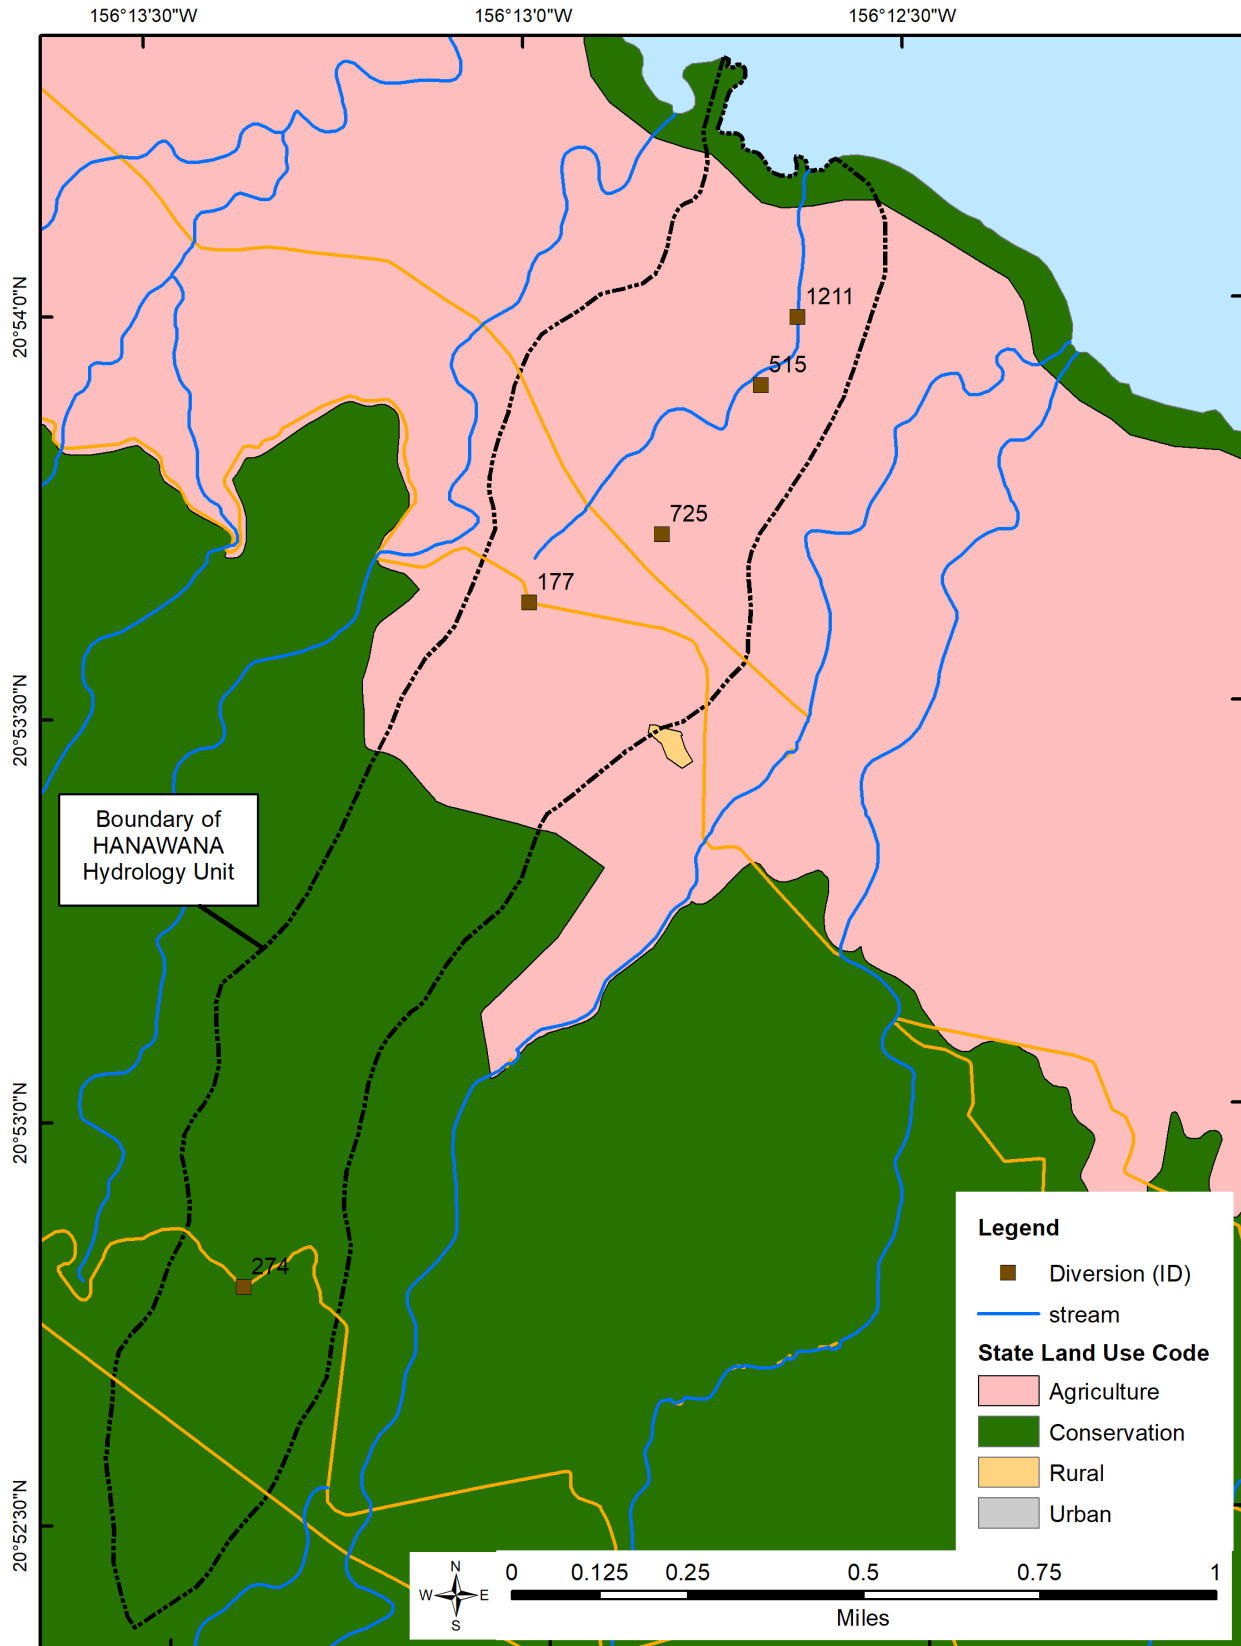 156°13'30"W
156°13'0"W
156°12'30"W
20°54'0"N
1211
515
725
177
20°53'30"N
Boundary of
HANAWANA
Hydrology Unit
20°53'0"N
274
Legend
Diversion (ID)
stream
State Land Use Code
Agriculture
Conservation
Rural
Urban
20°52'30"N
N
W E
S
0 0.125 0.25 0.5 0.75 1
Miles